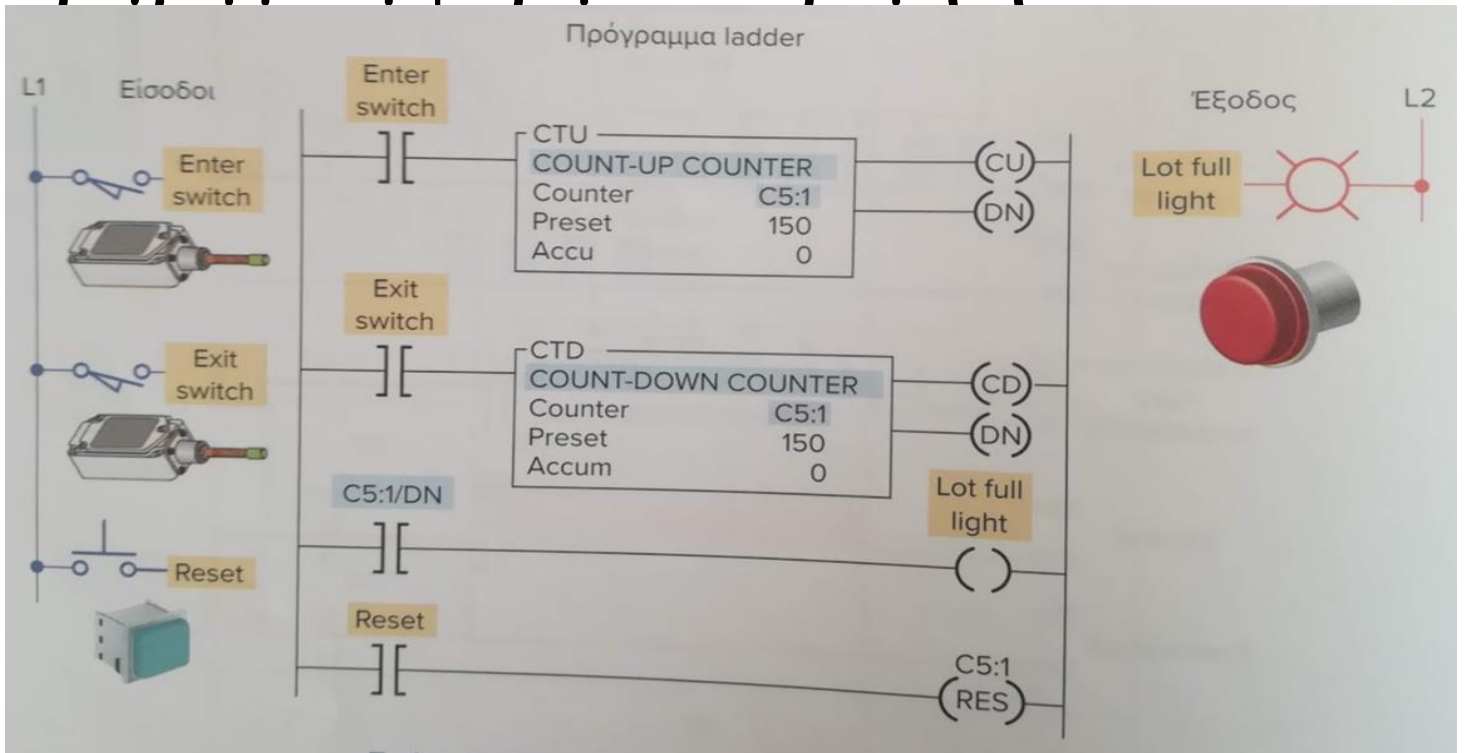 Πρόγραμμα ladder
L1
Είσοδοι
Enter
switch
Exit
switch
Reset
Enter
switch
CTU
COUNT-UP COUNTER
Counter C5:1
Preset 150
Accu 0
CU
DN
Exit
switch
CTD
COUNT-DOWN COUNTER
Counter C5:1
Preset 150
Accum 0
CD
DN
C5:1/DN
Lot full
light
Reset
C5:1
RES
Έξοδος
L2
Lot full
light